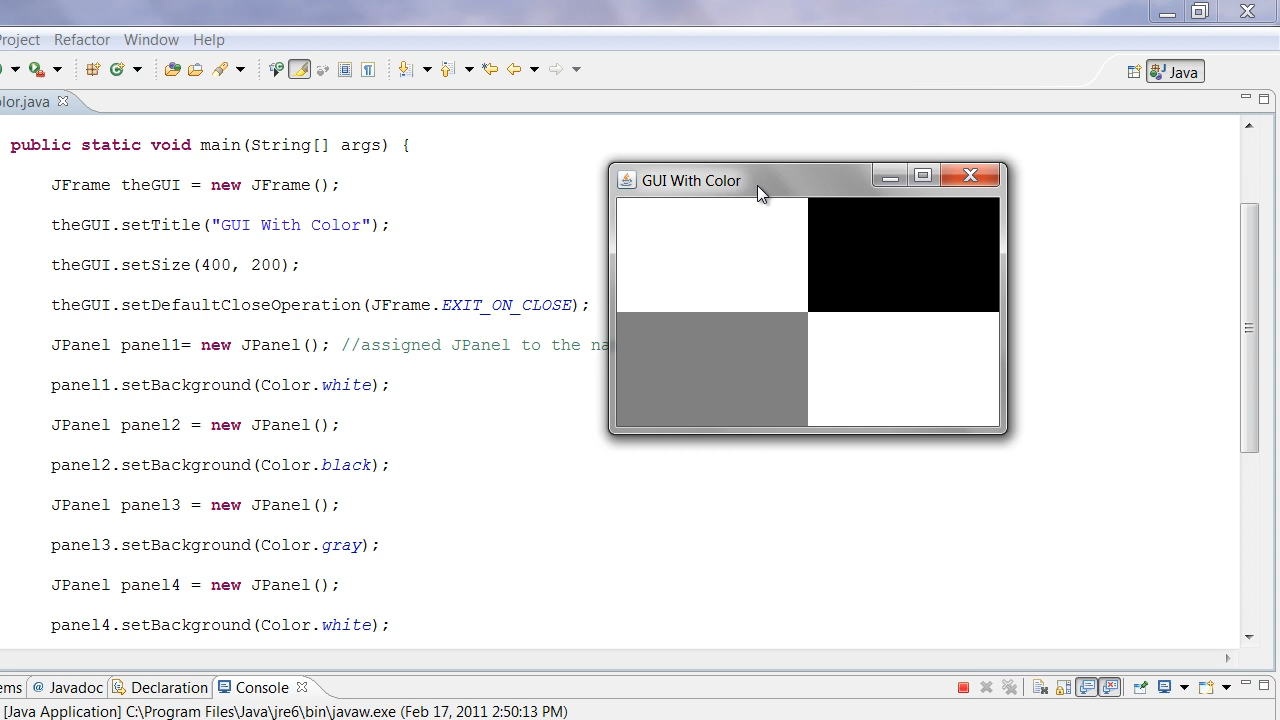 Project Refactor Window Help
Java
lor.java
public static void main(String[] args) {
JFrame theGUI = new JFrame();
theGUI.setTitle("GUI With Color");
theGUI.setSize(400, 200);
theGUI.setDefaultCloseOperation(JFrame.EXIT_ON_CLOSE);
JPanel panel1= new JPanel(); //assigned JPanel to the na
panel1.setBackground(Color.white);
JPanel panel2 = new JPanel();
panel2.setBackground(Color.black);
JPanel panel3 = new JPanel();
panel3.setBackground(Color.gray);
JPanel panel4 = new JPanel();
panel4.setBackground(Color.white);
GUI With Color
ems @ Javadoc Declaration Console
[Java Application] C:\Program Files\Java\jre6\bin\javaw.exe (Feb 17, 2011 2:50:13 PM)